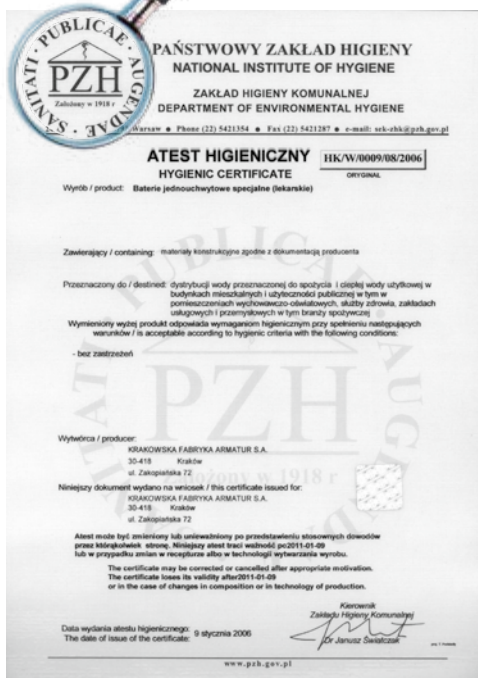 SANITATI · PUBLICAE · AUGENDAE
PZH
Założony w 1918 r
PAŃSTWOWY ZAKŁAD HIGIENY
NATIONAL INSTITUTE OF HYGIENE
ZAKŁAD HIGIENY KOMUNALNEJ
DEPARTMENT OF ENVIRONMENTAL HYGIENE
Warsaw ● Phone (22) 5421354 ● Fax (22) 5421287 ● e-mail: sek-zhk@pzh.gov.pl
ATEST HIGIENICZNY HK/W/0009/08/2006
HYGIENIC CERTIFICATE ORYGINAŁ
Wyrób / product: Baterie jednouchwytowe specjalne (lekarskie)
Zawierający / containing: materiały konstrukcyjne zgodne z dokumentacją producenta
Przeznaczony do / destined: dystrybucji wody przeznaczonej do spożycia i ciepłej wody użytkowej w
budynkach mieszkalnych i użyteczności publicznej w tym w
pomieszczeniach wychowawczo-oświatowych, służby zdrowia, zakładach
usługowych i przemysłowych w tym branży spożywczej
Wymieniony wyżej produkt odpowiada wymaganiom higienicznym przy spełnieniu następujących
warunków / is acceptable according to hygienic criteria with the following conditions:
- bez zastrzeżeń
SANITATI PUBLICAE AUGENDAE
PZH
Założony w 1918 r
Wytwórca / producer:
KRAKOWSKA FABRYKA ARMATUR S.A.
30-418 Kraków
ul. Zakopiańska 72
Niniejszy dokument wydano na wniosek / this certificate issued for:
KRAKOWSKA FABRYKA ARMATUR S.A.
30-418 Kraków
ul. Zakopiańska 72
Atest może być zmieniony lub unieważniony po przedstawieniu stosownych dowodów
przez którąkolwiek stronę. Niniejszy atest traci ważność po2011-01-09
lub w przypadku zmian w recepturze albo w technologii wytwarzania wyrobu.
The certificate may be corrected or cancelled after appropriate motivation.
The certificate loses its validity after2011-01-09
or in the case of changes in composition or in technology of production.
Kierownik
Zakładu Higieny Komunalnej
Dr Janusz Świątczak
Data wydania atestu higienicznego: 9 stycznia 2006
The date of issue of the certificate:
www.pzh.gov.pl